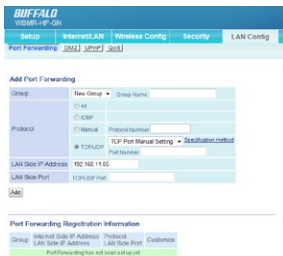 BUFFALO
WBMR-HP-GN
Setup Internet/LAN Wireless Config Security LAN Config
Port Forwarding DMZ UPnP QoS
Add Port Forwarding
Group New Group Group Name:
All
ICMP
Protocol Manual Protocol Number:
TCP/UDP TCP Port Manual Setting Specification method
Port Number:
LAN Side IP Address 192.168.11.65
LAN Side Port TCP/UDP Port:
Add
Port Forwarding Registration Information
Group Internet Side IP Address Protocol Customize
LAN Side IP Address LAN Side Port
Port Forwarding has not been set up yet